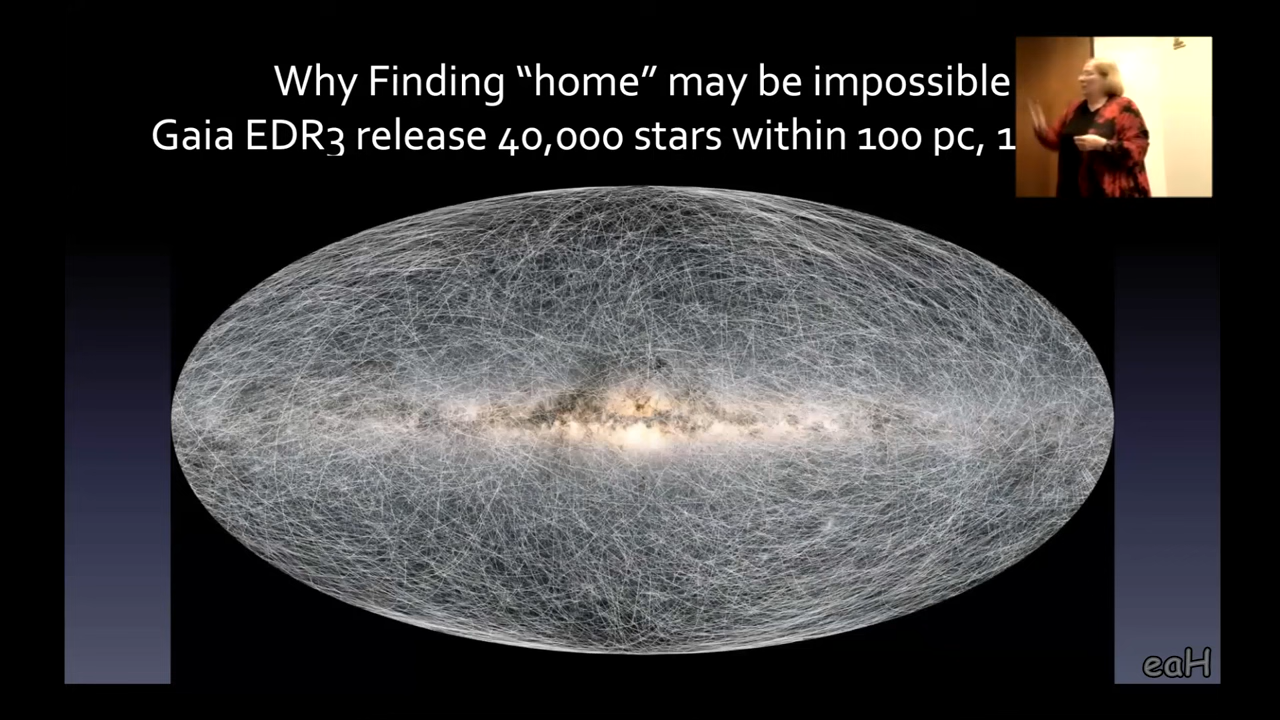 Why Finding “home” may be impossible
Gaia EDR3 release 40,000 stars within 100 pc, 1
eaH